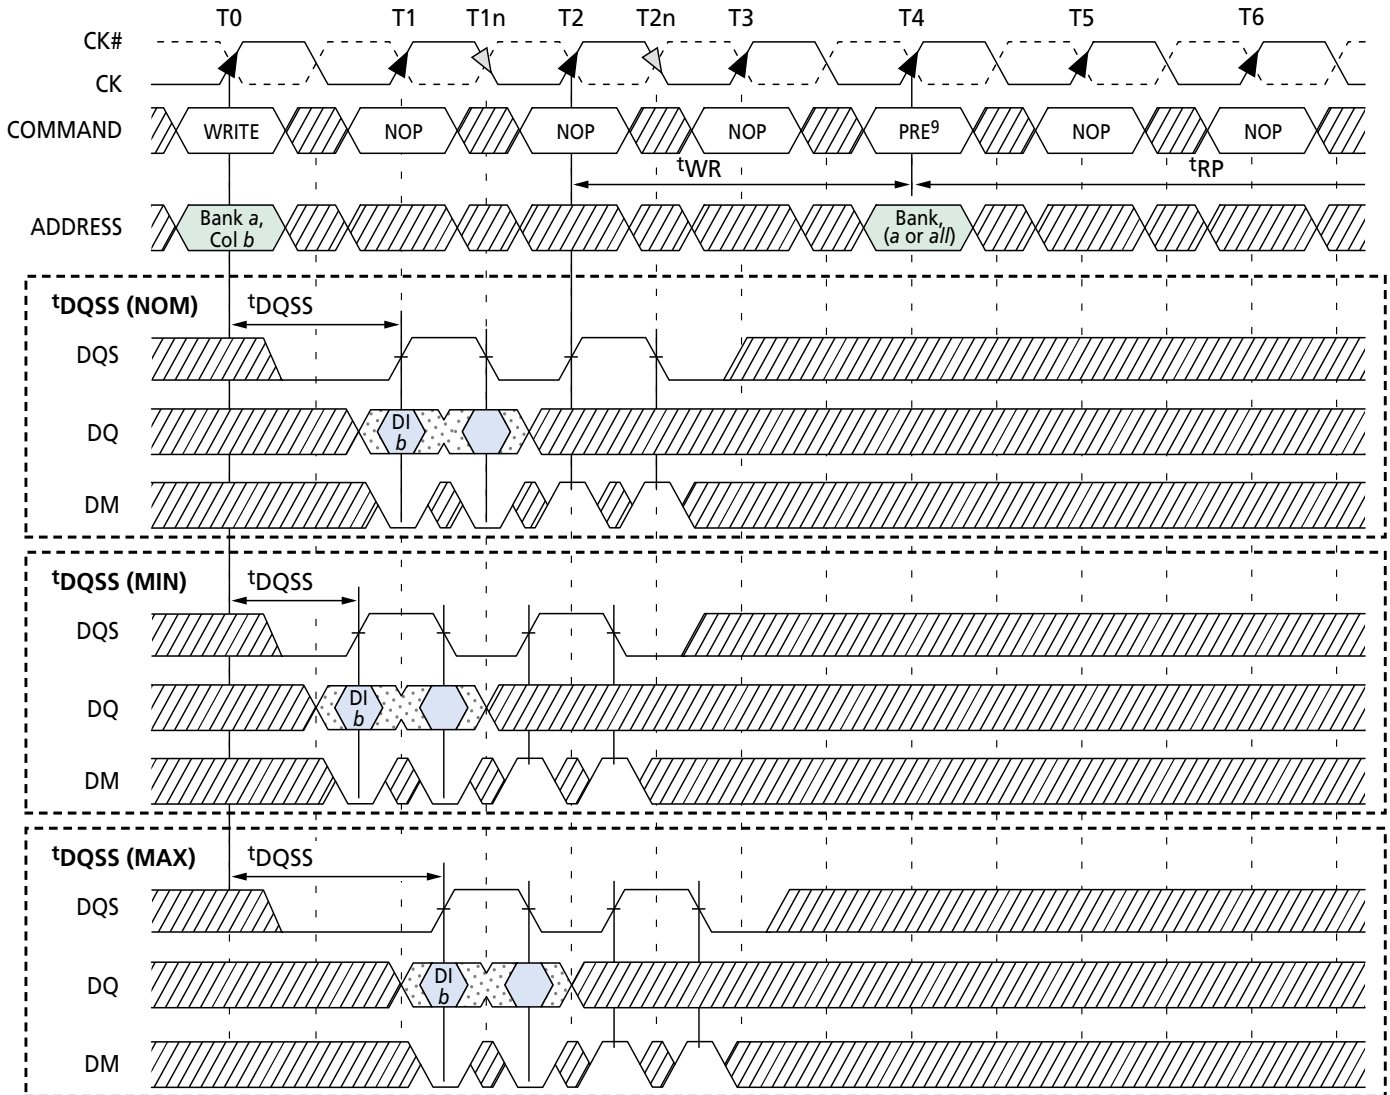 T0 T1 T1n T2 T2n T3 T4 T5 T6
CK#
CK
COMMAND WRITE NOP NOP NOP PRE9 NOP NOP
tWR tRP
ADDRESS Bank a, Col b Bank, (a or all)
tDQSS (NOM) tDQSS
DQS
DQ DI b
DM
tDQSS (MIN) tDQSS
DQS
DQ DI b
DM
tDQSS (MAX) tDQSS
DQS
DQ DI b
DM